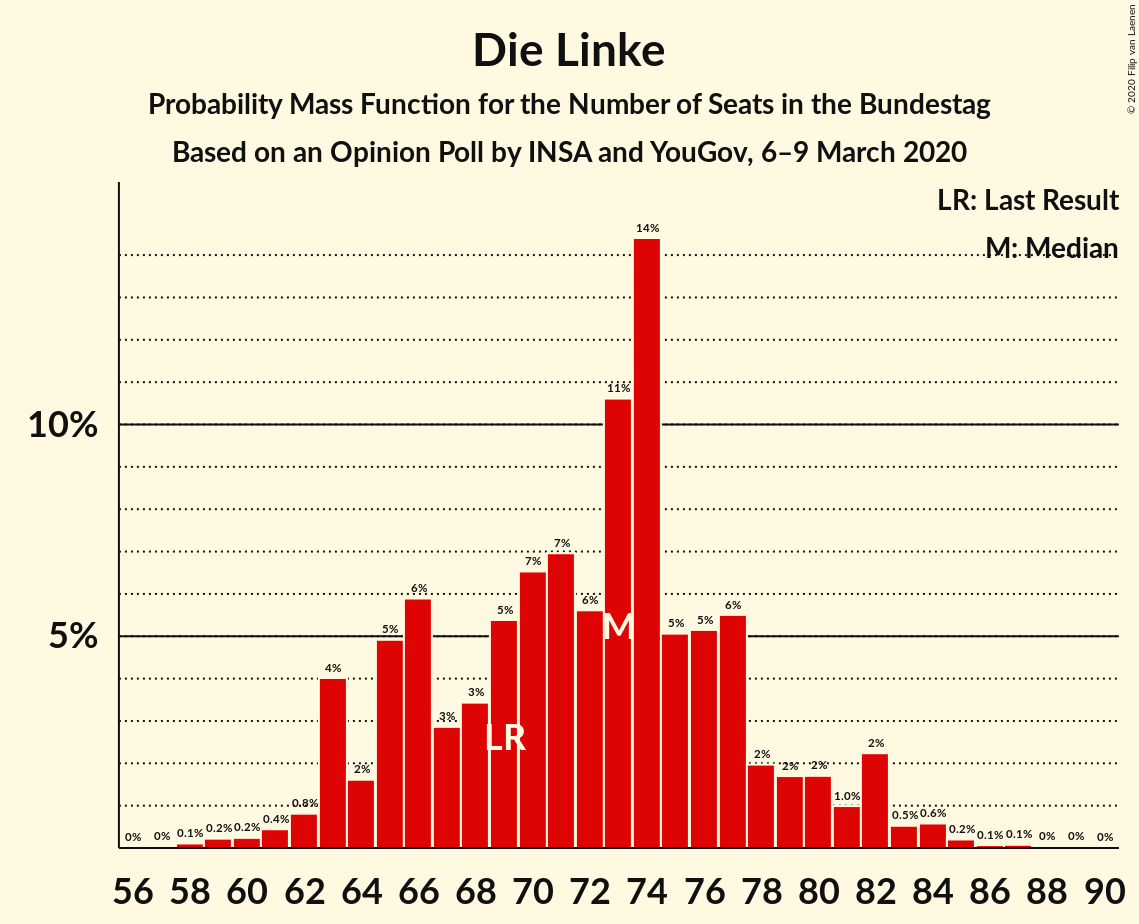 Die Linke
Probability Mass Function for the Number of Seats in the Bundestag
Based on an Opinion Poll by INSA and YouGov, 6–9 March 2020
© 2020 Filip van Laenen
LR: Last Result
M: Median
10%
5%
0% 0% 0.1% 0.2% 0.2% 0.4% 0.8% 4% 2% 5% 6% 3% 3% 5% 7% 7% 6% 11% 14% 5% 5% 6% 2% 2% 2% 1.0% 2% 0.5% 0.6% 0.2% 0.1% 0.1% 0% 0% 0%
M
LR
56 58 60 62 64 66 68 70 72 74 76 78 80 82 84 86 88 90